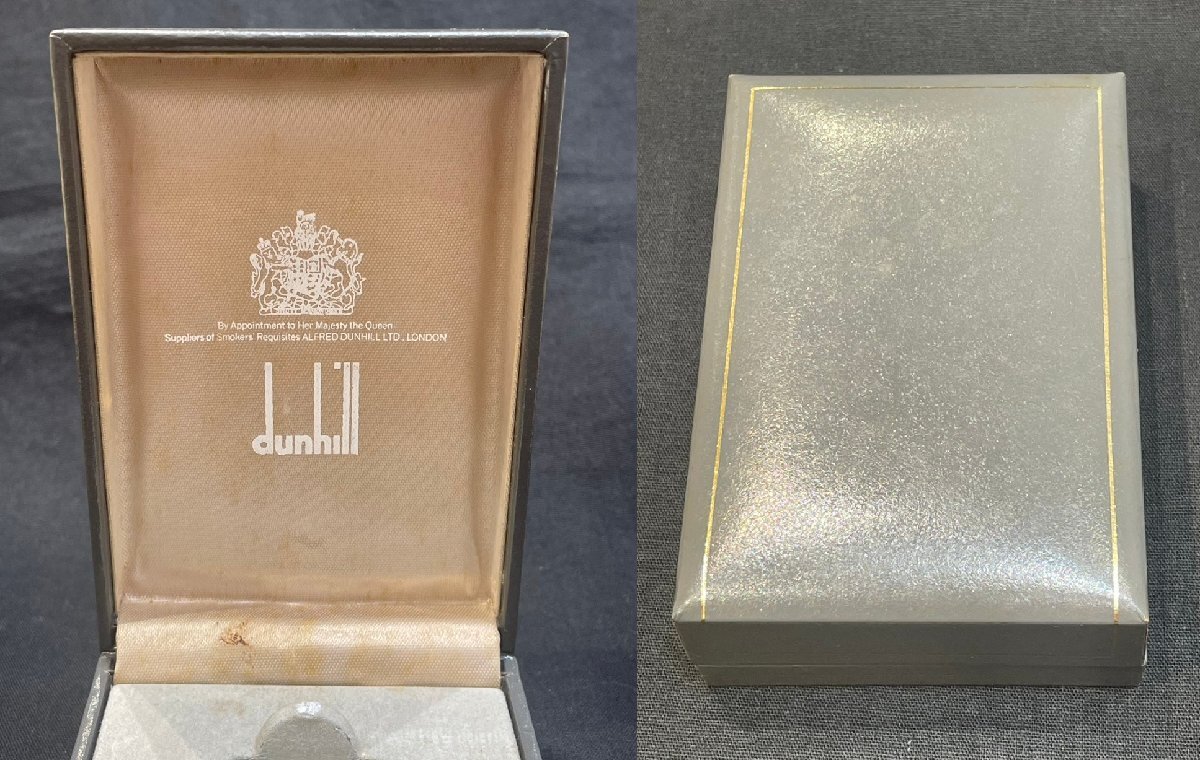 By Appointment to Her Majesty the Queen
Suppliers of Smokers' Requisites ALFRED DUNHILL LTD., LONDON
dunhill